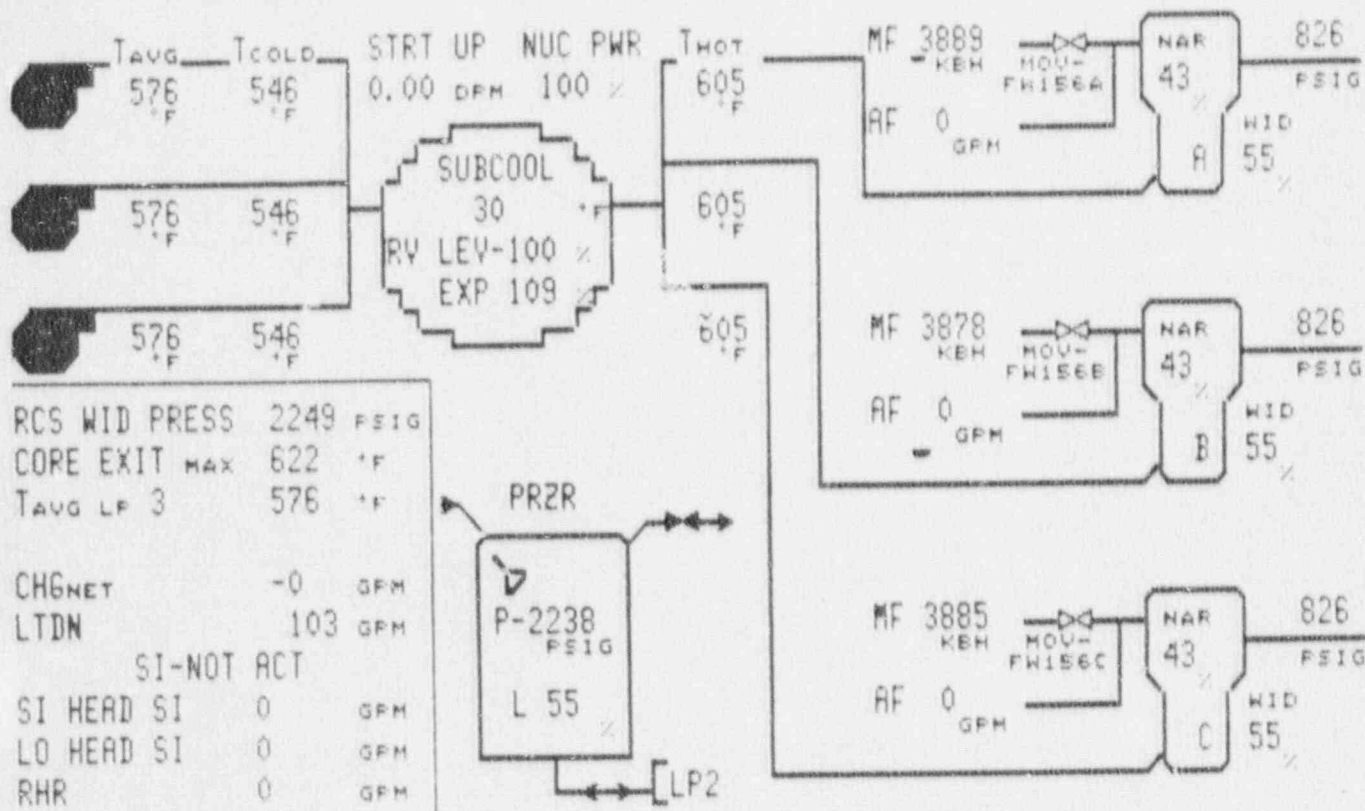 TAVG TCOLD STRT UP NUC PWR THOT
576 °F 546 °F 0.00 DPM 100 % 605 °F
576 °F 546 °F 605 °F
576 °F 546 °F 605 °F
SUBCOOL
30 °F
RV LEV-100 %
EXP 109 %
MF 3889 KBH MOV-FW156A NAR 43 % 826 PSIG
AF 0 GPM A WID 55 %
MF 3878 KBH MOV-FW156B NAR 43 % 826 PSIG
AF 0 GPM B WID 55 %
MF 3885 KBH MOV-FW156C NAR 43 % 826 PSIG
AF 0 GPM C WID 55 %
RCS WID PRESS 2249 PSIG
CORE EXIT MAX 622 °F
TAVG LP 3 576 °F
CHGNET -0 GPM
LTDN 103 GPM
SI-NOT ACT
SI HEAD SI 0 GPM
LO HEAD SI 0 GPM
RHR 0 GPM
PRZR
P-2238 PSIG
L 55 %
LP2